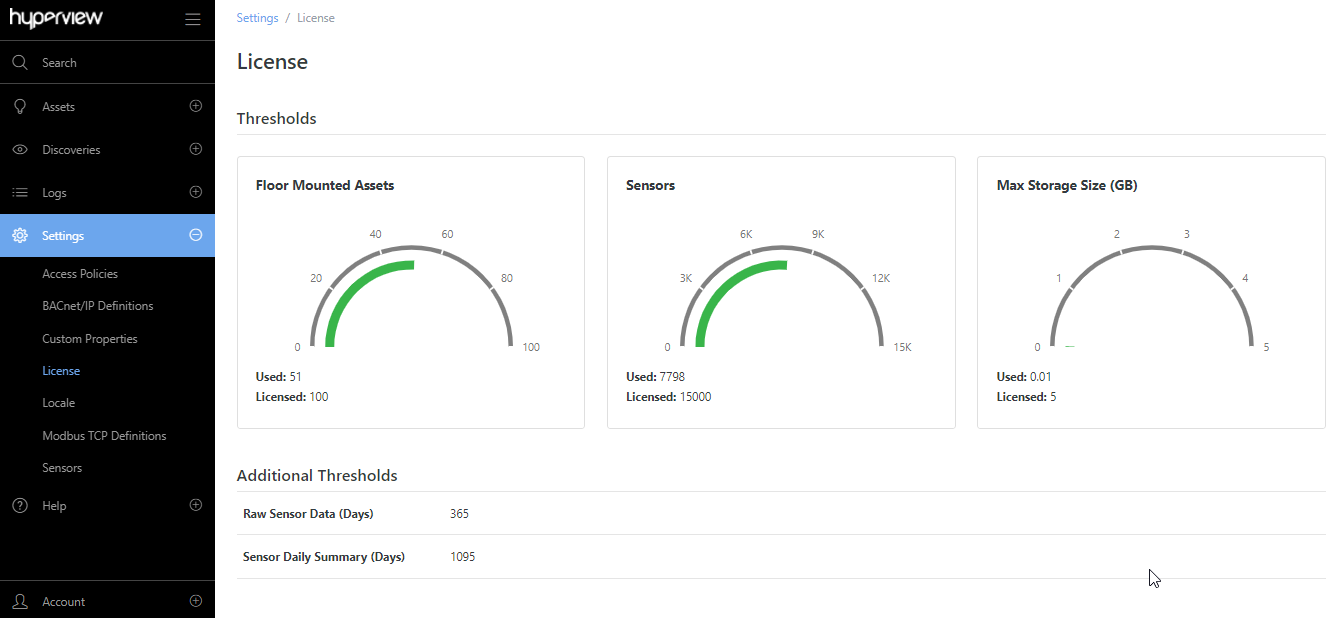 hyperview
Search
Assets
Discoveries
Logs
Settings
Access Policies
BACnet/IP Definitions
Custom Properties
License
Locale
Modbus TCP Definitions
Sensors
Help
Account
Settings / License
License
Thresholds
Floor Mounted Assets
0
20
40
60
80
100
Used: 51
Licensed: 100
Sensors
0
3K
6K
9K
12K
15K
Used: 7798
Licensed: 15000
Max Storage Size (GB)
0
1
2
3
4
5
Used: 0.01
Licensed: 5
Additional Thresholds
Raw Sensor Data (Days) 365
Sensor Daily Summary (Days) 1095